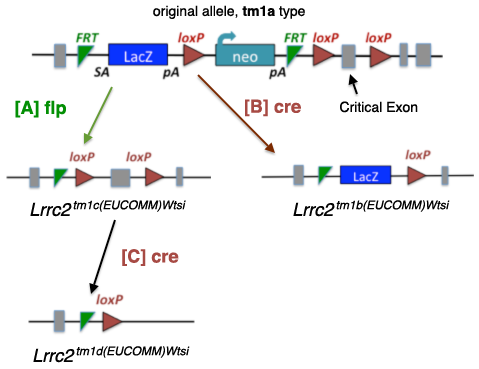 original allele, tm1a type
FRT loxP FRT loxP loxP
LacZ neo
SA pA pA
Critical Exon
[A] flp [B] cre
loxP loxP loxP
LacZ
Lrrc2tm1c(EUCOMM)Wtsi Lrrc2tm1b(EUCOMM)Wtsi
[C] cre
loxP
Lrrc2tm1d(EUCOMM)Wtsi